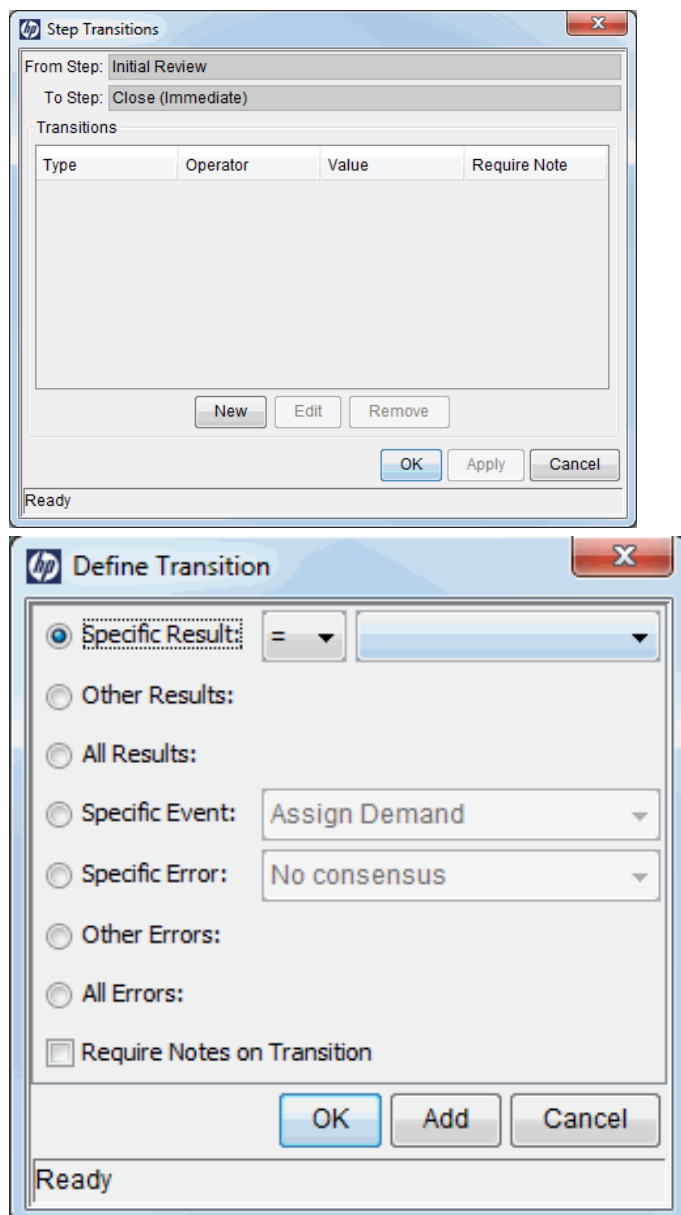 hp Step Transitions
From Step: Initial Review
To Step: Close (Immediate)
Transitions
Type Operator Value Require Note
New Edit Remove
OK Apply Cancel
Ready
hp Define Transition
Specific Result: =
Other Results:
All Results:
Specific Event: Assign Demand
Specific Error: No consensus
Other Errors:
All Errors:
Require Notes on Transition
OK Add Cancel
Ready